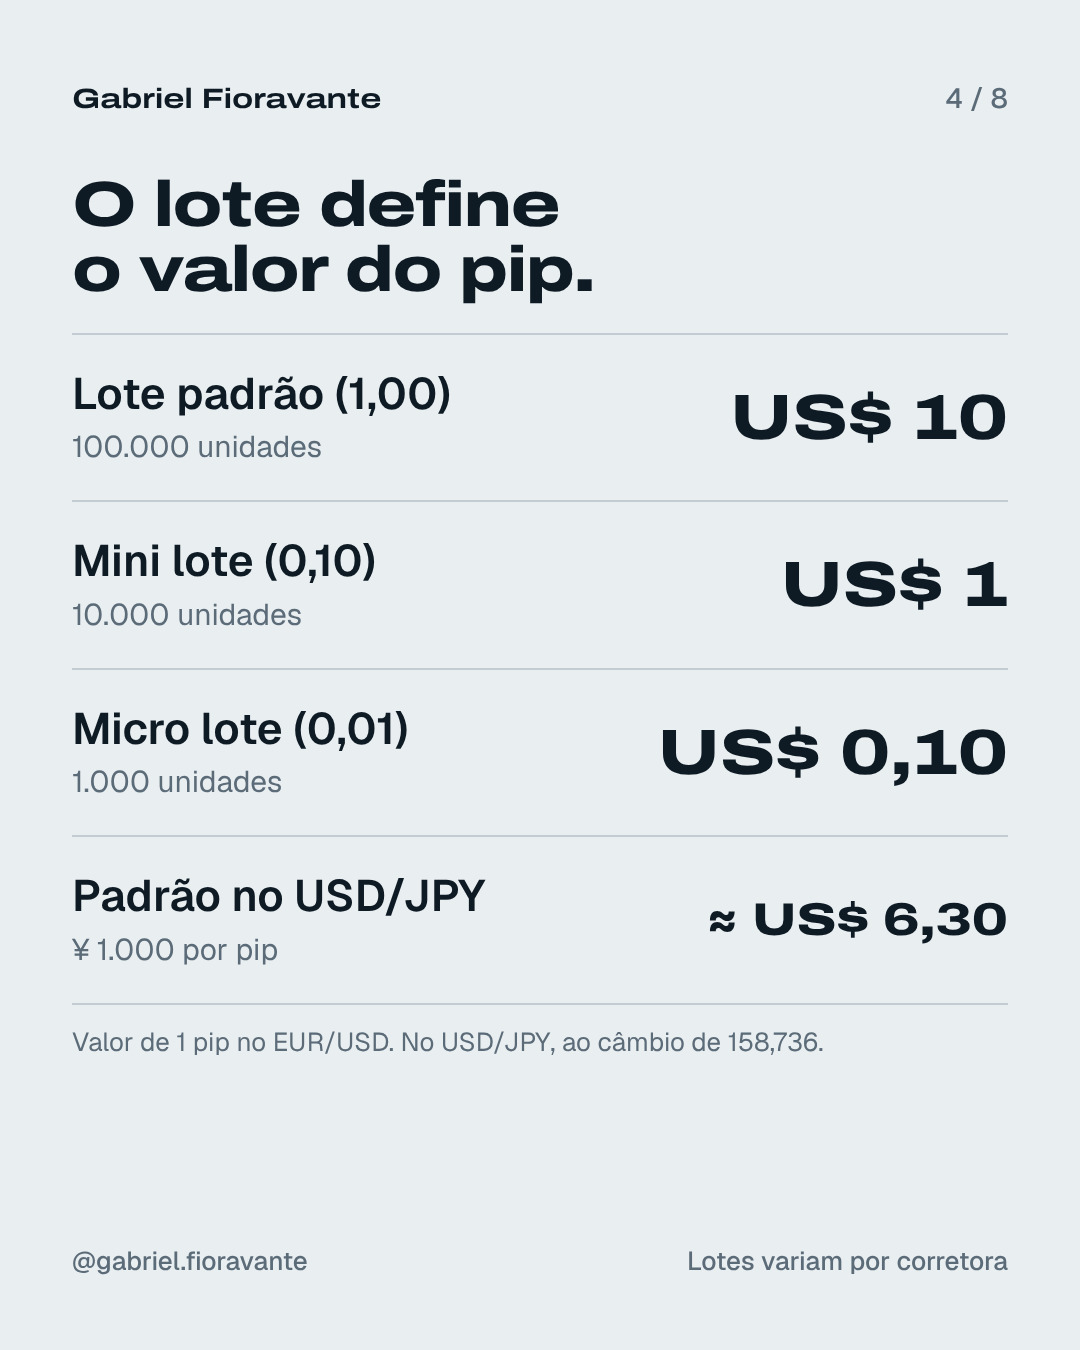 Gabriel Fioravante
4 / 8
O lote define
o valor do pip.
Lote padrão (1,00)
100.000 unidades
US$ 10
Mini lote (0,10)
10.000 unidades
US$ 1
Micro lote (0,01)
1.000 unidades
US$ 0,10
Padrão no USD/JPY
¥ 1.000 por pip
≈ US$ 6,30
Valor de 1 pip no EUR/USD. No USD/JPY, ao câmbio de 158,736.
@gabriel.fioravante
Lotes variam por corretora